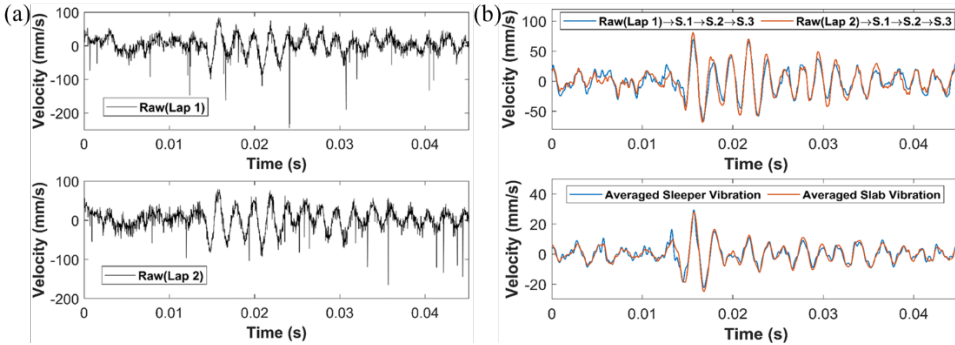 (a)
100
0
-100
-200
Velocity (mm/s)
Raw(Lap 1)
0
0.01
0.02
0.03
0.04
Time (s)
100
0
-100
-200
Velocity (mm/s)
Raw(Lap 2)
0
0.01
0.02
0.03
0.04
Time (s)
(b)
Raw(Lap 1)→S.1→S.2→S.3 Raw(Lap 2)→S.1→S.2→S.3
100
50
0
-50
Velocity (mm/s)
0
0.01
0.02
0.03
0.04
Time (s)
Averaged Sleeper Vibration Averaged Slab Vibration
40
20
0
-20
Velocity (mm/s)
0
0.01
0.02
0.03
0.04
Time (s)